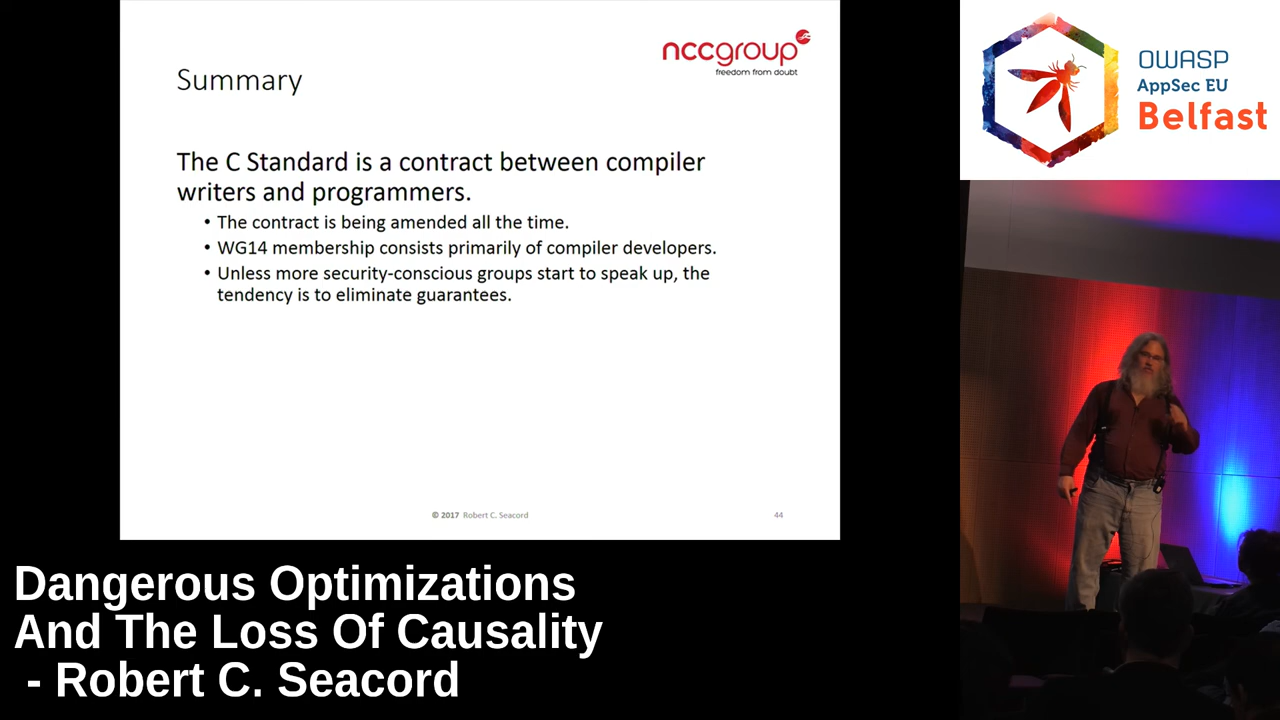 nccgroup
freedom from doubt
Summary
The C Standard is a contract between compiler
writers and programmers.
• The contract is being amended all the time.
• WG14 membership consists primarily of compiler developers.
• Unless more security-conscious groups start to speak up, the
tendency is to eliminate guarantees.
© 2017 Robert C. Seacord
44
OWASP
AppSec EU
Belfast
Dangerous Optimizations
And The Loss Of Causality
- Robert C. Seacord